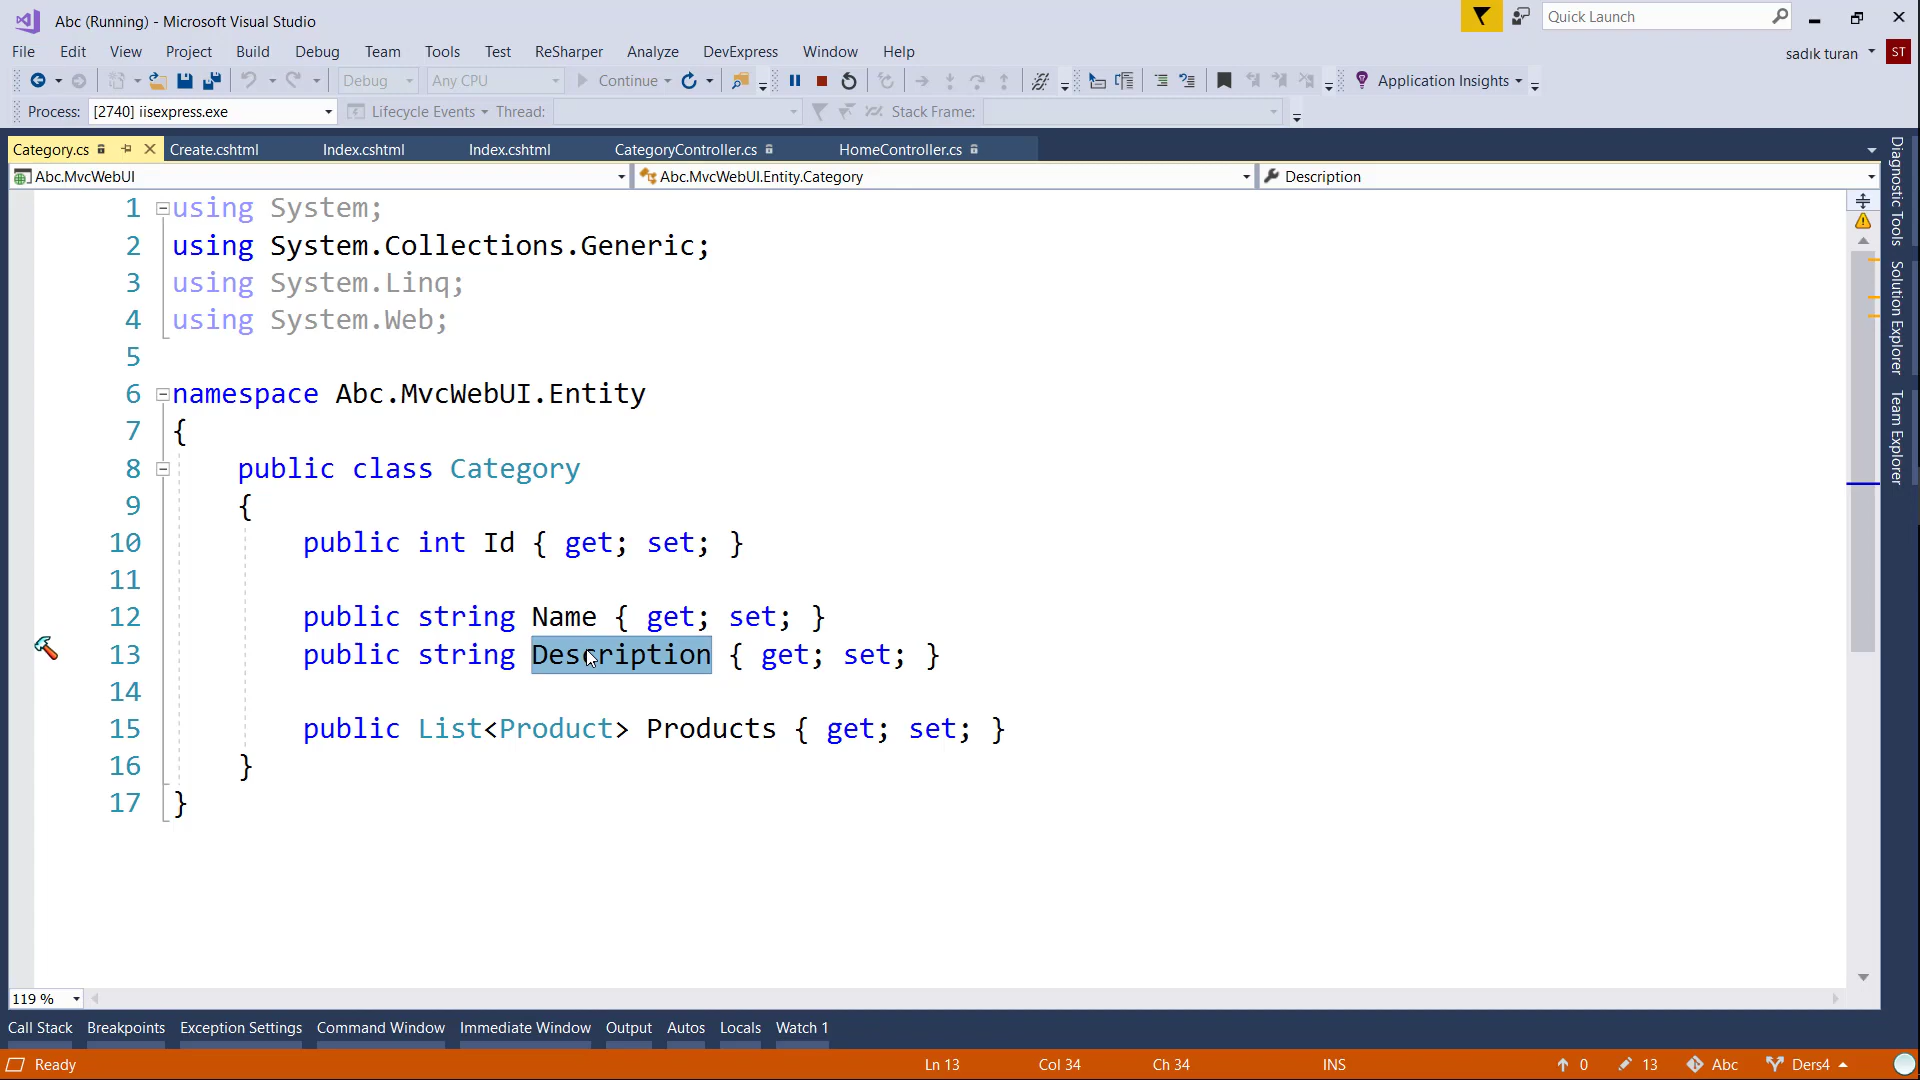 Abc (Running) - Microsoft Visual Studio
Quick Launch
File Edit View Project Build Debug Team Tools Test ReSharper Analyze DevExpress Window Help
sadık turan ST
Debug Any CPU Continue Application Insights
Process: [2740] iisexpress.exe Lifecycle Events Thread: Stack Frame:
Category.cs Create.cshtml Index.cshtml Index.cshtml CategoryController.cs HomeController.cs
Abc.MvcWebUI Abc.MvcWebUI.Entity.Category Description
1 using System;
2 using System.Collections.Generic;
3 using System.Linq;
4 using System.Web;
5
6 namespace Abc.MvcWebUI.Entity
7 {
8 public class Category
9 {
10 public int Id { get; set; }
11
12 public string Name { get; set; }
13 public string Description { get; set; }
14
15 public List<Product> Products { get; set; }
16 }
17 }
Diagnostic Tools
Solution Explorer
Team Explorer
119 %
Call Stack Breakpoints Exception Settings Command Window Immediate Window Output Autos Locals Watch 1
Ready Ln 13 Col 34 Ch 34 INS 0 13 Abc Ders4